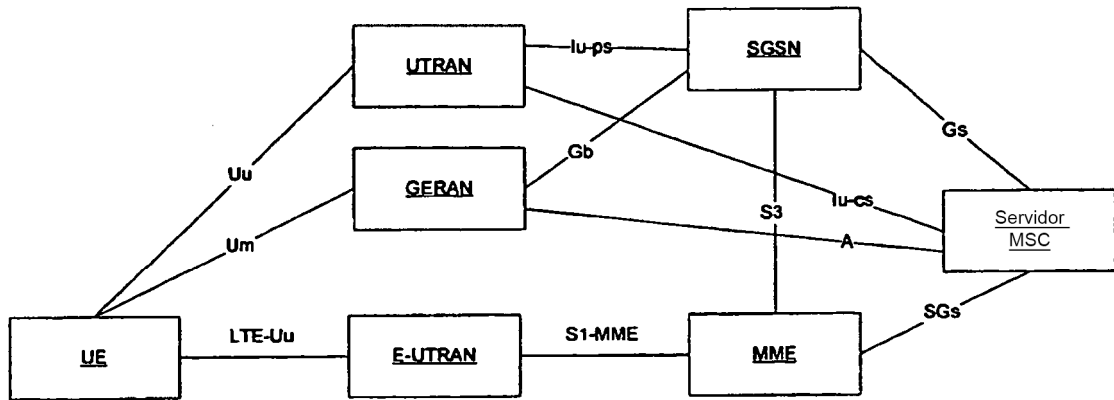 UTRAN
Iu-ps
SGSN
Gs
Uu
GERAN
Gb
Um
S3
Iu-cs
A
Servidor
MSC
UE
LTE-Uu
E-UTRAN
S1-MME
MME
SGs